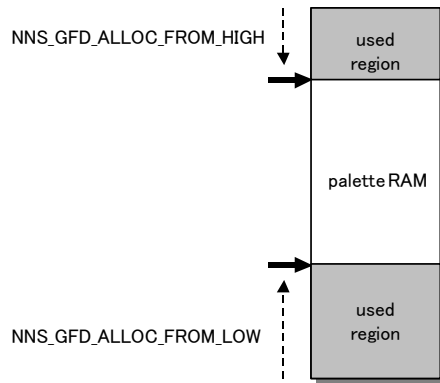 NNS_GFD_ALLOC_FROM_HIGH
used
region
palette RAM
NNS_GFD_ALLOC_FROM_LOW
used
region